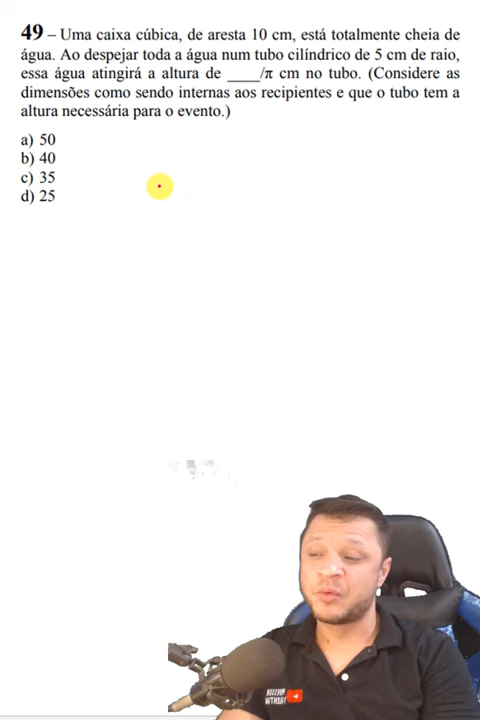 49 – Uma caixa cúbica, de aresta 10 cm, está totalmente cheia de
água. Ao despejar toda a água num tubo cilíndrico de 5 cm de raio,
essa água atingirá a altura de ____/π cm no tubo. (Considere as
dimensões como sendo internas aos recipientes e que o tubo tem a
altura necessária para o evento.)
a) 50
b) 40
c) 35
d) 25